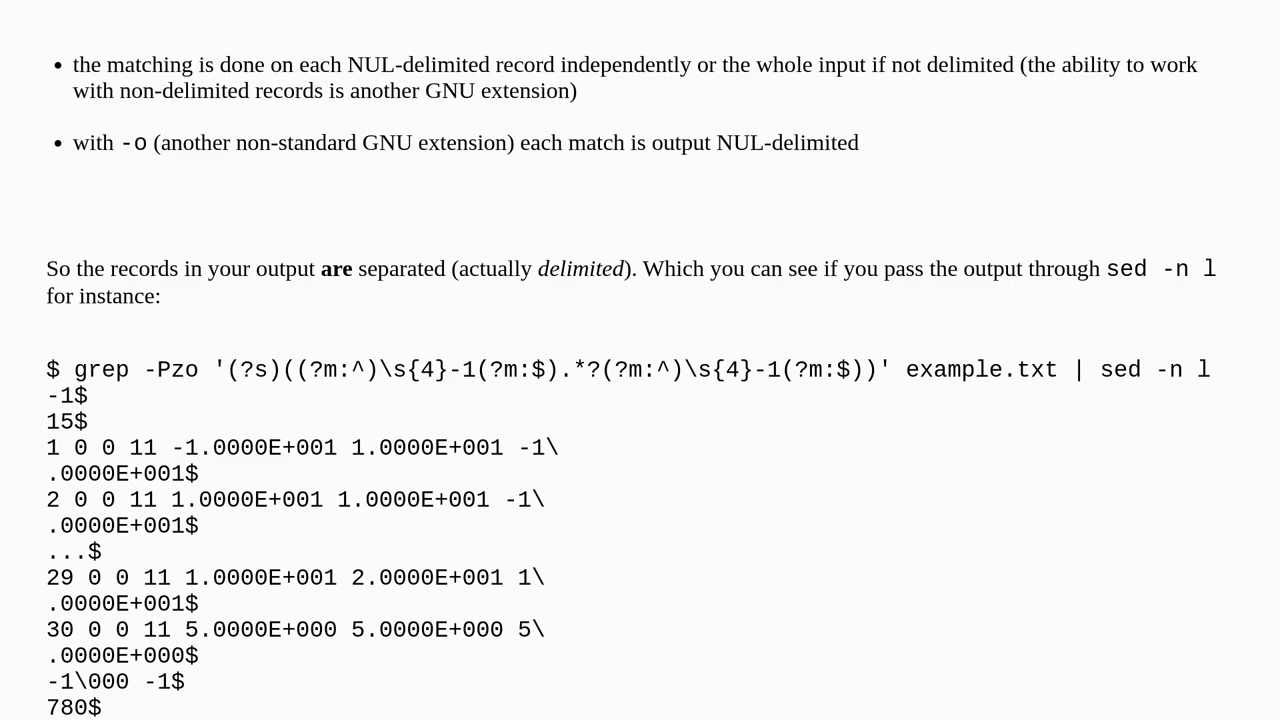 • the matching is done on each NUL-delimited record independently or the whole input if not delimited (the ability to work
with non-delimited records is another GNU extension)
• with -o (another non-standard GNU extension) each match is output NUL-delimited
So the records in your output are separated (actually delimited). Which you can see if you pass the output through sed -n l
for instance:
$ grep -Pzo '(?s)((?m:^)\s{4}-1(?m:$).*?(?m:^)\s{4}-1(?m:$))' example.txt | sed -n l
-1$
15$
1 0 0 11 -1.0000E+001 1.0000E+001 -1\
.0000E+001$
2 0 0 11 1.0000E+001 1.0000E+001 -1\
.0000E+001$
...$
29 0 0 11 1.0000E+001 2.0000E+001 1\
.0000E+001$
30 0 0 11 5.0000E+000 5.0000E+000 5\
.0000E+000$
-1\000 -1$
780$